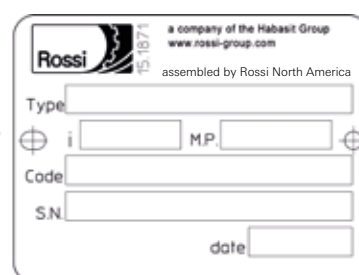 Rossi
15.1871
a company of the Habasit Group
www.rossi-group.com
assembled by Rossi North America
Type
i M.P.
Code
S.N.
date